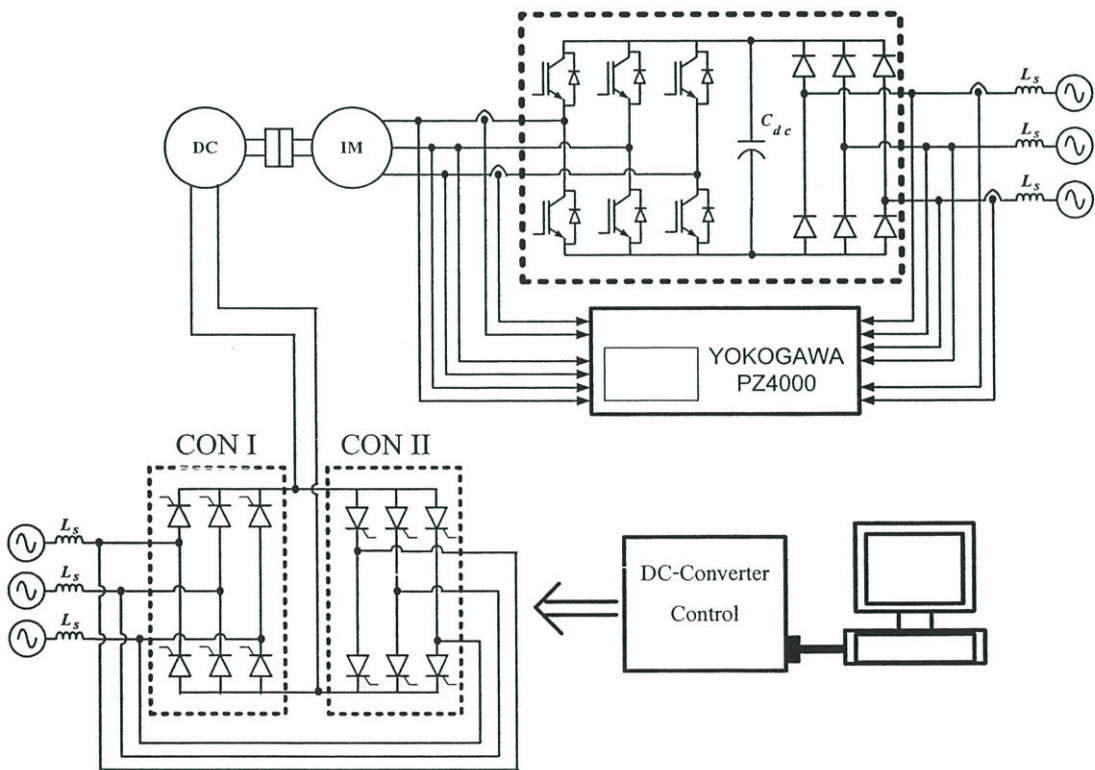 L_s
L_s
L_s
C_dc
DC
IM
YOKOGAWA
PZ4000
CON I
CON II
L_s
L_s
L_s
DC-Converter
Control